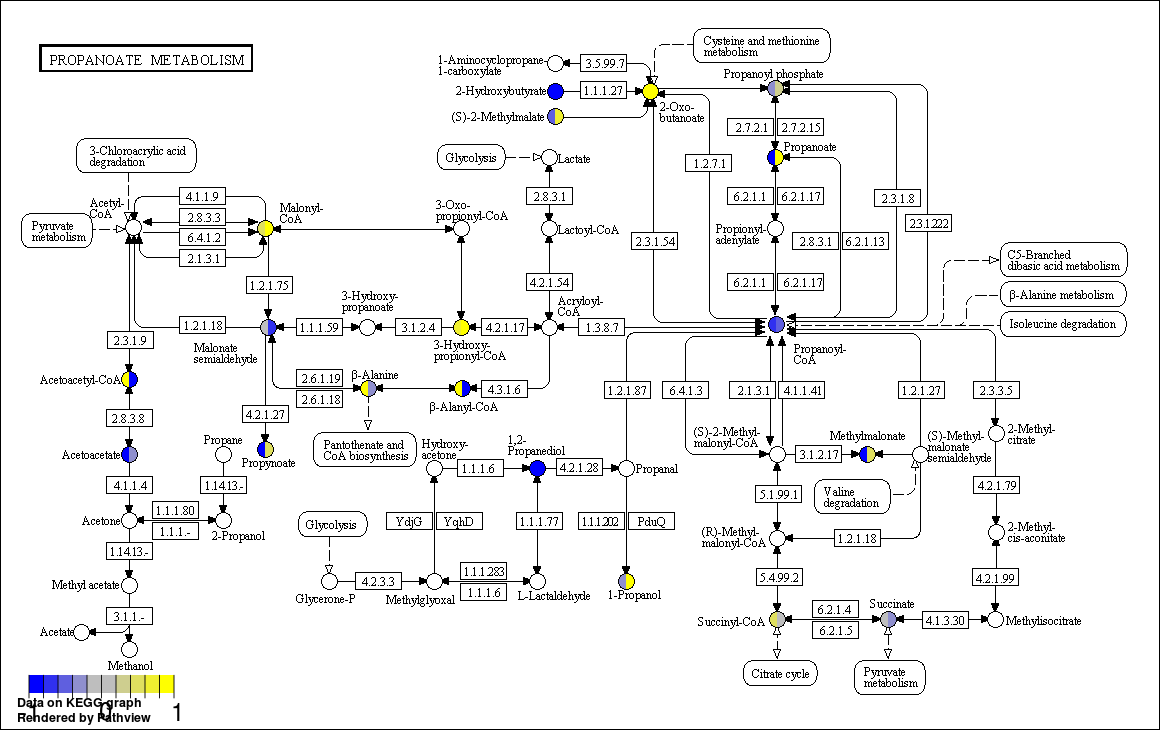 PROPANOATE METABOLISM
1-Aminocyclopropane
1-carboxylate
3.5.99.7
Cysteine and methionine
metabolism
Propanoyl phosphate
2-Hydroxybutyrate
1.1.1.27
2-Oxo-
butanoate
(S)-2-Methylmalate
2.7.2.1
2.7.2.15
Propanoate
3-Chloroacrylic acid
degradation
Glycolysis
Lactate
1.2.7.1
2.8.3.1
6.2.1.1
6.2.1.17
2.3.1.8
2.3.1.222
Acetyl-
CoA
4.1.1.9
2.8.3.3
6.4.1.2
2.1.3.1
Malonyl-
CoA
3-Oxo-
propionyl-CoA
Lactoyl-CoA
Pyruvate
metabolism
Propionyl-
adenylate
2.3.1.54
2.8.3.1
6.2.1.13
C5-Branched
dibasic acid metabolism
1.2.1.75
4.2.1.54
6.2.1.1
6.2.1.17
β-Alanine metabolism
3-Hydroxy-
propanoate
Acryloyl-
CoA
1.2.1.18
1.1.1.59
3.1.2.4
4.2.1.17
1.3.8.7
Isoleucine degradation
Malonate
semialdehyde
3-Hydroxy-
propionyl-CoA
Propanoyl-
CoA
2.3.1.9
Acetoacetyl-CoA
2.6.1.19
2.6.1.18
β-Alanine
β-Alanyl-CoA
4.3.1.6
1.2.1.87
6.4.1.3
2.1.3.1
4.1.1.41
1.2.1.27
2.3.3.5
2.8.3.8
4.2.1.27
Propane
Pantothenate and
CoA biosynthesis
Hydroxy-
acetone
1,2-
Propanediol
(S)-2-Methyl-
malonyl-CoA
Methylmalonate
(S)-Methyl-
malonate
semialdehyde
2-Methyl-
citrate
Acetoacetate
Propynoate
1.1.1.6
4.2.1.28
Propanal
3.1.2.17
4.1.1.4
1.14.13.-
5.1.99.1
Valine
degradation
4.2.1.79
Acetone
1.1.1.80
1.1.1.-
2-Propanol
Glycolysis
YdjG
YqhD
1.1.1.77
1.1.1.202
PduQ
(R)-Methyl-
malonyl-CoA
1.2.1.18
2-Methyl-
cis-aconitate
1.14.13.-
Methyl acetate
4.2.3.3
1.1.1.283
1.1.1.6
5.4.99.2
4.2.1.99
Glycerone-P
Methylglyoxal
L-Lactaldehyde
1-Propanol
3.1.1.-
Acetate
Methanol
Succinyl-CoA
6.2.1.4
6.2.1.5
Succinate
4.1.3.30
Methylisocitrate
Citrate cycle
Pyruvate
metabolism
-1 0 1
Data on KEGG graph
Rendered by Pathview